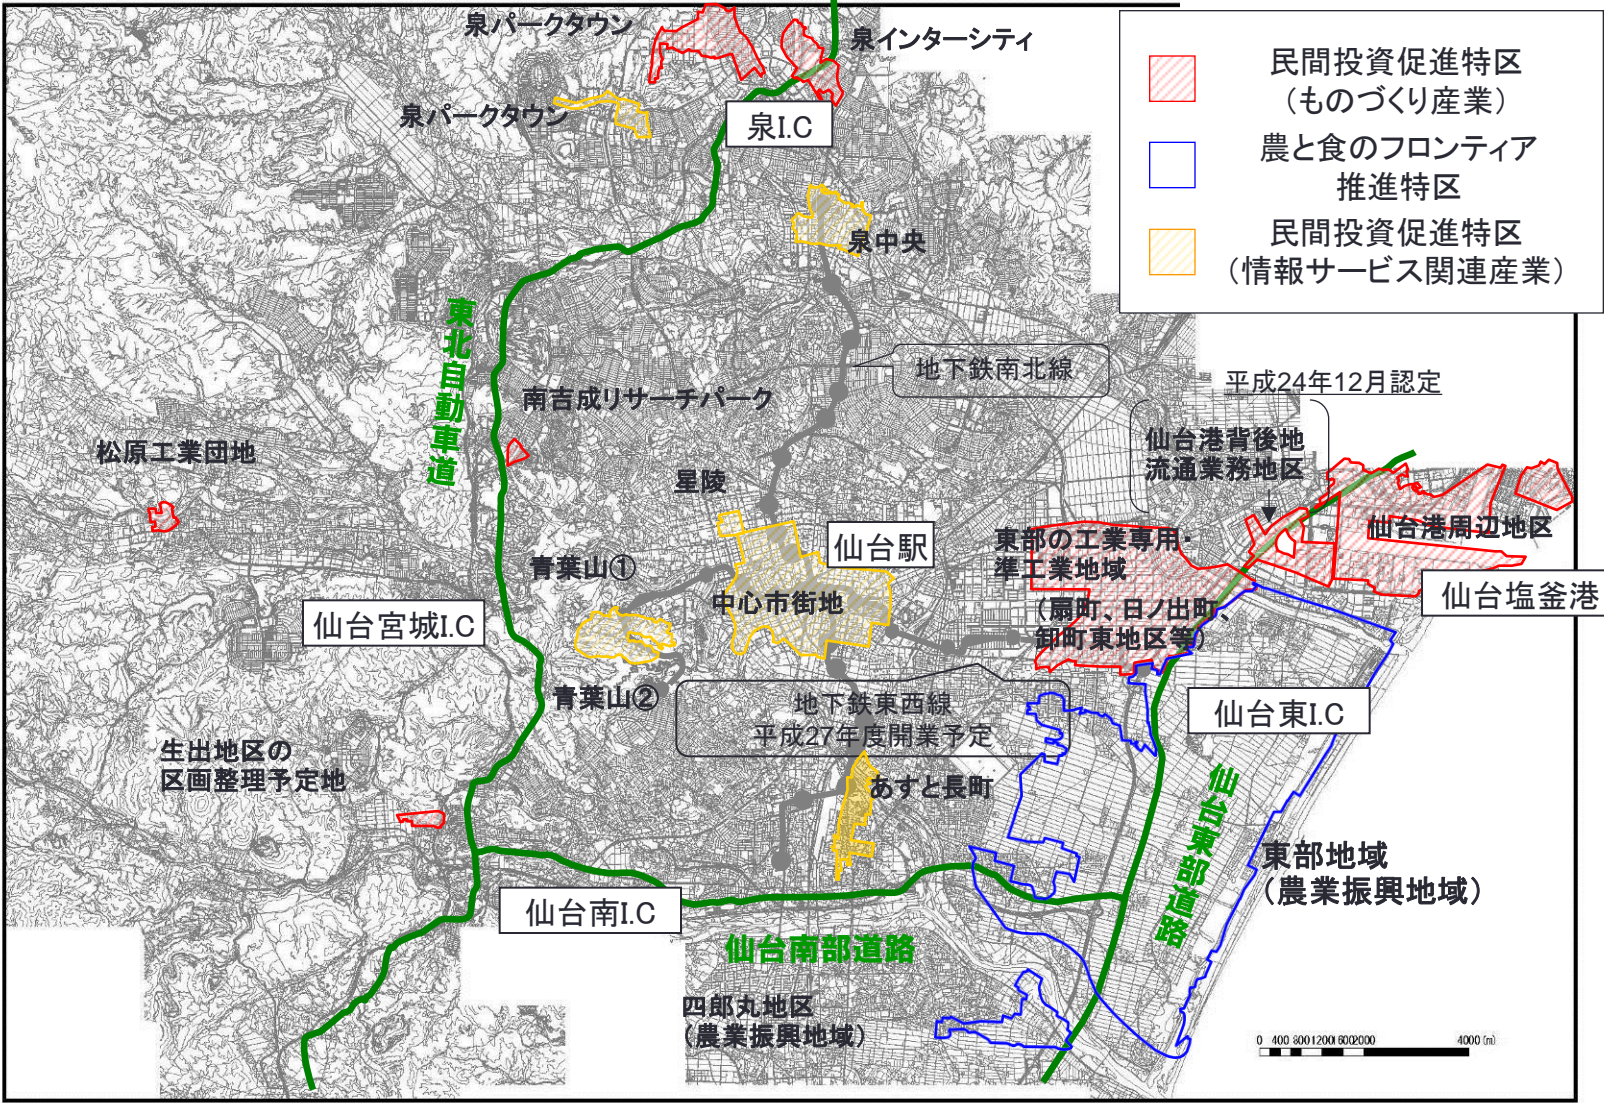 泉パークタウン
泉インターシティ
民間投資促進特区
（ものづくり産業）
農と食のフロンティア
推進特区
民間投資促進特区
（情報サービス関連産業）
泉パークタウン
泉I.C
泉中央
東北自動車道
地下鉄南北線
平成24年12月認定
南吉成リサーチパーク
仙台港背後地
流通業務地区
松原工業団地
星陵
仙台港周辺地区
仙台駅
東部の工業専用・
準工業地域
（扇町、日ノ出町、
卸町東地区等）
青葉山①
中心市街地
仙台塩釜港
仙台宮城I.C
青葉山②
地下鉄東西線
平成27年度開業予定
仙台東I.C
生出地区の
区画整理予定地
あすと長町
仙台東部道路
東部地域
（農業振興地域）
仙台南I.C
仙台南部道路
四郎丸地区
（農業振興地域）
0 400 800 1200 1600 2000 4000 (m)